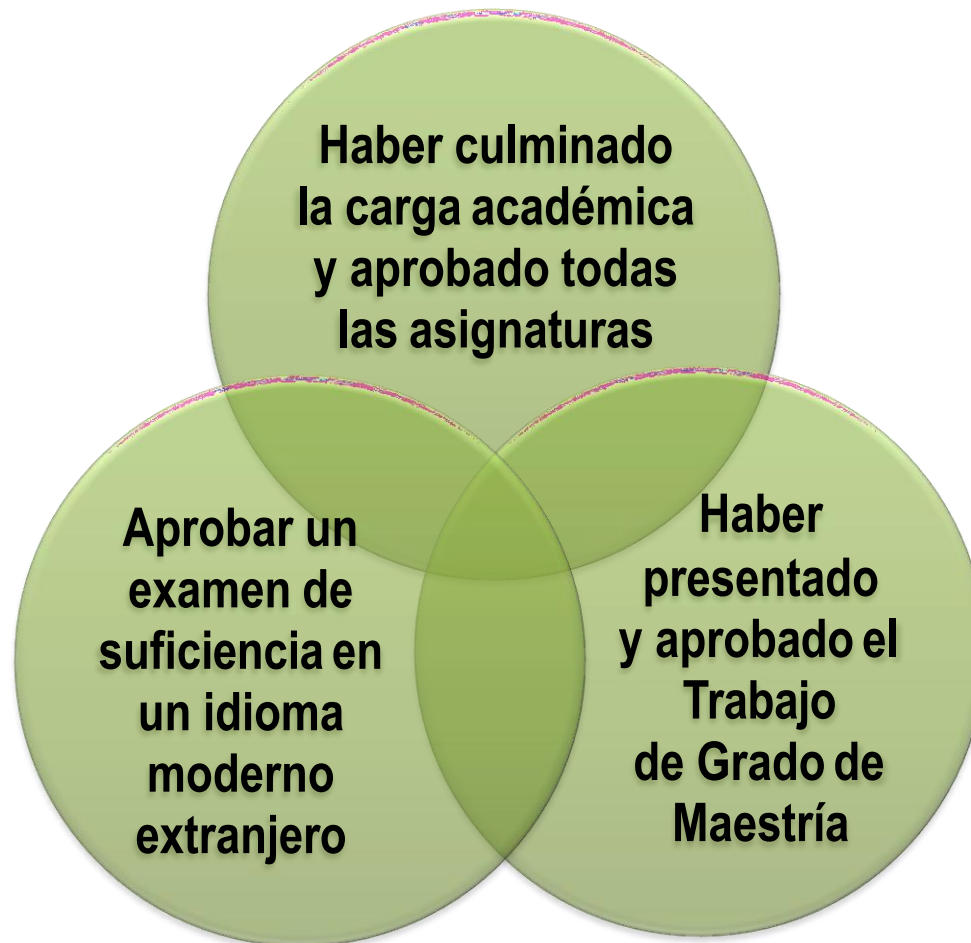 Haber culminado
la carga académica
y aprobado todas
las asignaturas
Aprobar un
examen de
suficiencia en
un idioma
moderno
extranjero
Haber
presentado
y aprobado el
Trabajo
de Grado de
Maestría